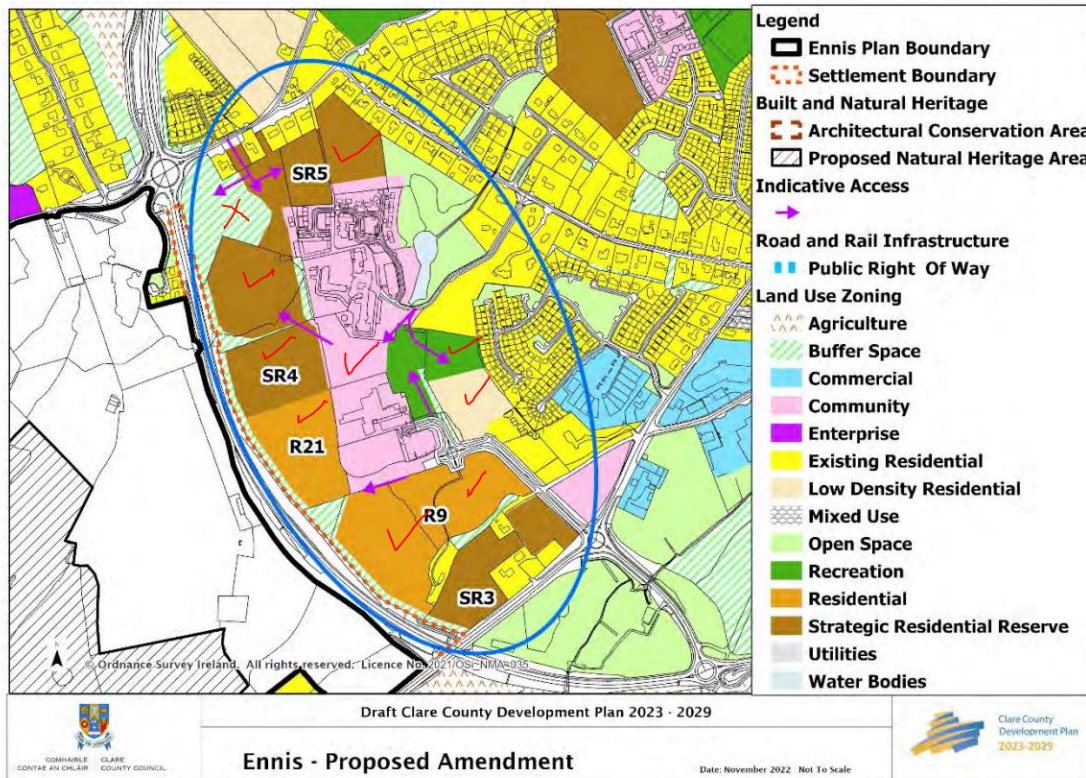 SR5
SR4
R21
R9
SR3
© Ordnance Survey Ireland. All rights reserved. Licence No. 2021/OSi_NMA_035
Legend
Ennis Plan Boundary
Settlement Boundary
Built and Natural Heritage
Architectural Conservation Area
Proposed Natural Heritage Area
Indicative Access
Road and Rail Infrastructure
Public Right Of Way
Land Use Zoning
Agriculture
Buffer Space
Commercial
Community
Enterprise
Existing Residential
Low Density Residential
Mixed Use
Open Space
Recreation
Residential
Strategic Residential Reserve
Utilities
Water Bodies
COMHAIRLE CONTAE AN CHLÁIR
CLARE COUNTY COUNCIL
Draft Clare County Development Plan 2023 - 2029
Ennis - Proposed Amendment
Date: November 2022 Not To Scale
Clare County
Development Plan
2023-2029